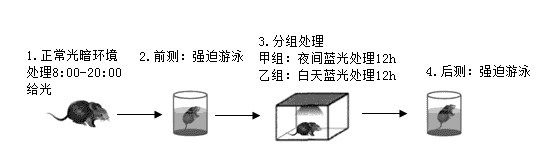 1.正常光暗环境
处理8:00-20:00
给光
2.前测：强迫游泳
3.分组处理
甲组：夜间蓝光处理12h
乙组：白天蓝光处理12h
4.后测：强迫游泳